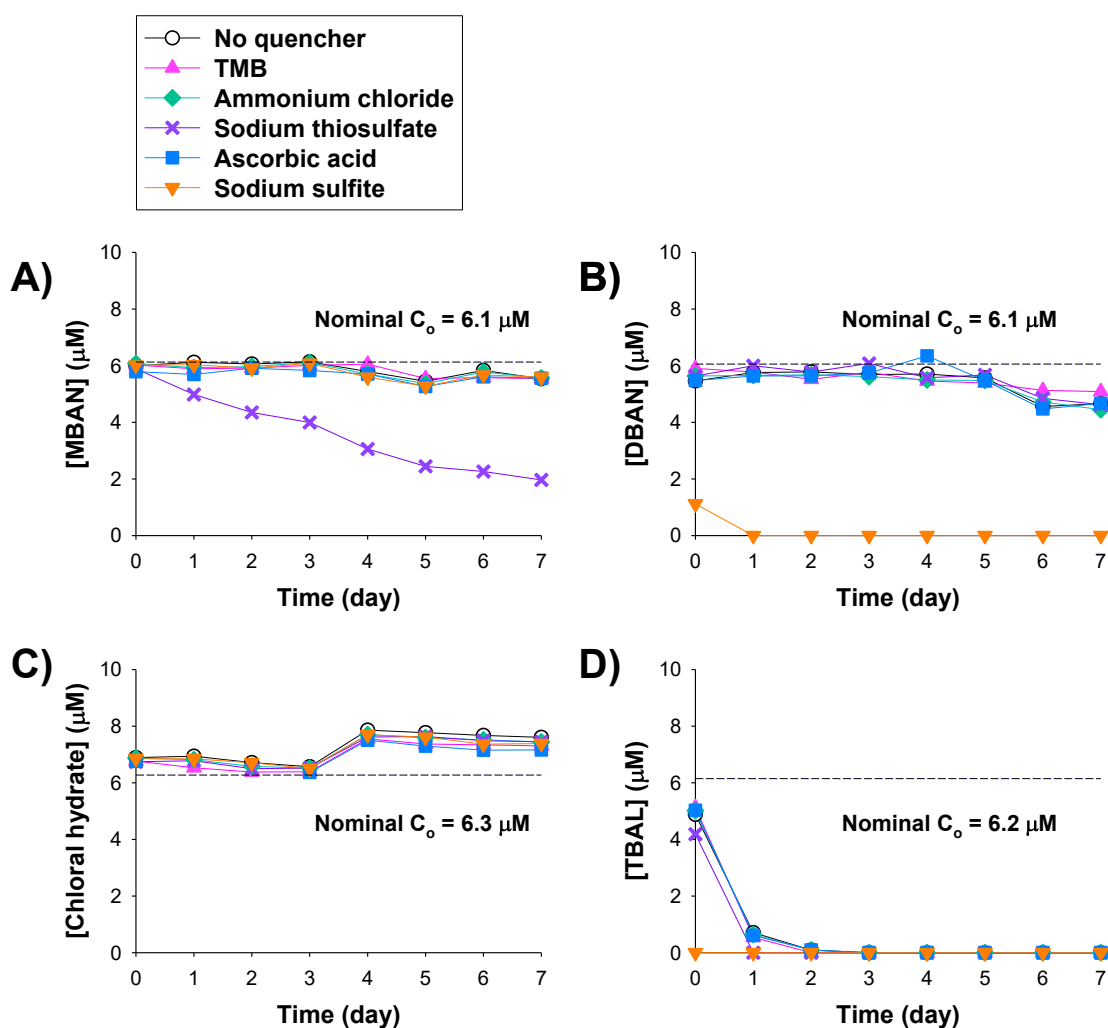 No quencher
TMB
Ammonium chloride
Sodium thiosulfate
Ascorbic acid
Sodium sulfite
A)
[MBAN] (μM)
10
8
6
4
2
0
Nominal Co = 6.1 μM
0 1 2 3 4 5 6 7
Time (day)
B)
[DBAN] (μM)
10
8
6
4
2
0
Nominal Co = 6.1 μM
0 1 2 3 4 5 6 7
Time (day)
C)
[Chloral hydrate] (μM)
10
8
6
4
2
0
Nominal Co = 6.3 μM
0 1 2 3 4 5 6 7
Time (day)
D)
[TBAL] (μM)
10
8
6
4
2
0
Nominal Co = 6.2 μM
0 1 2 3 4 5 6 7
Time (day)